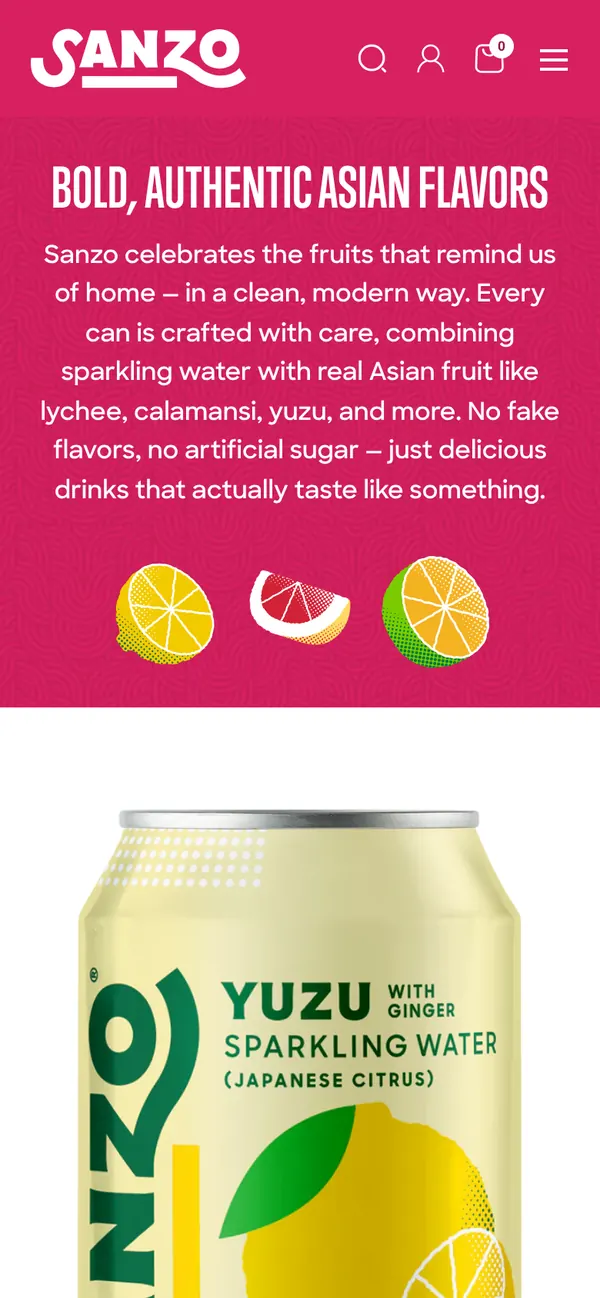 SANZO
0
BOLD, AUTHENTIC ASIAN FLAVORS
Sanzo celebrates the fruits that remind us
of home – in a clean, modern way. Every
can is crafted with care, combining
sparkling water with real Asian fruit like
lychee, calamansi, yuzu, and more. No fake
flavors, no artificial sugar – just delicious
drinks that actually taste like something.
YUZU WITH
GINGER
SPARKLING WATER
(JAPANESE CITRUS)
ANZO®